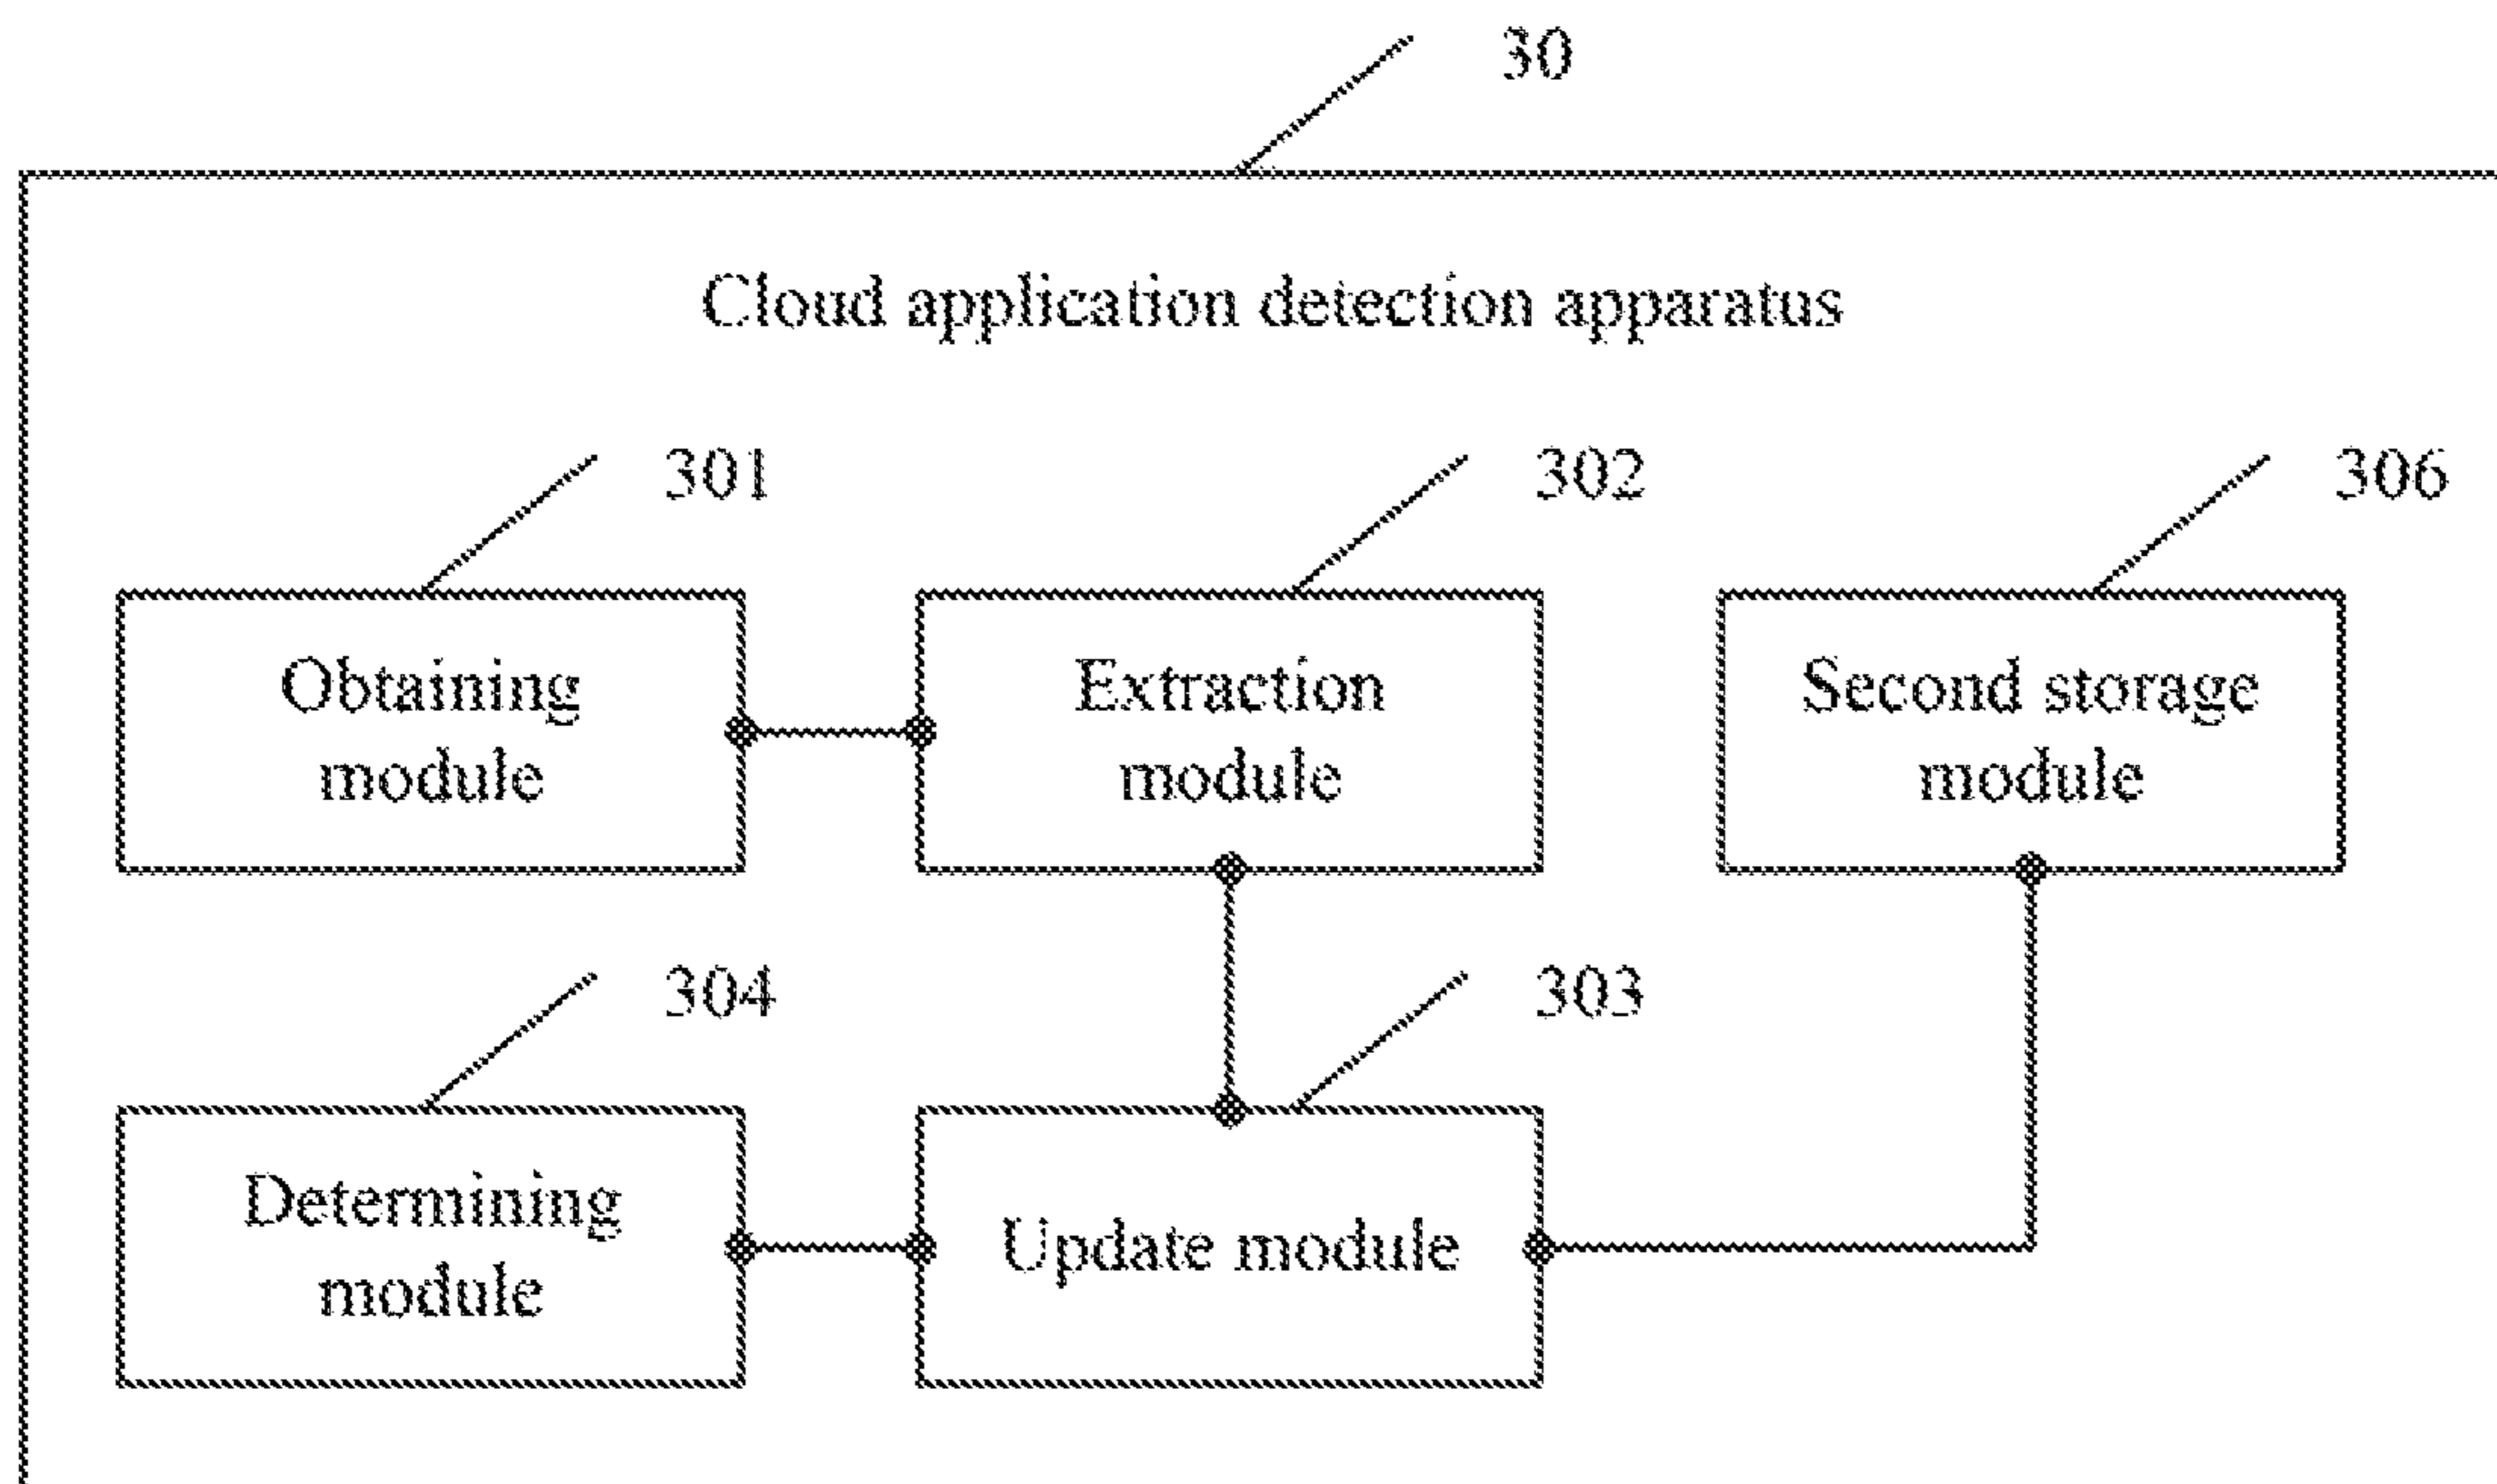 30
Cloud application detection apparatus
301
302
306
Obtaining
module
Extraction
module
Second storage
module
304
303
Determining
module
Update module